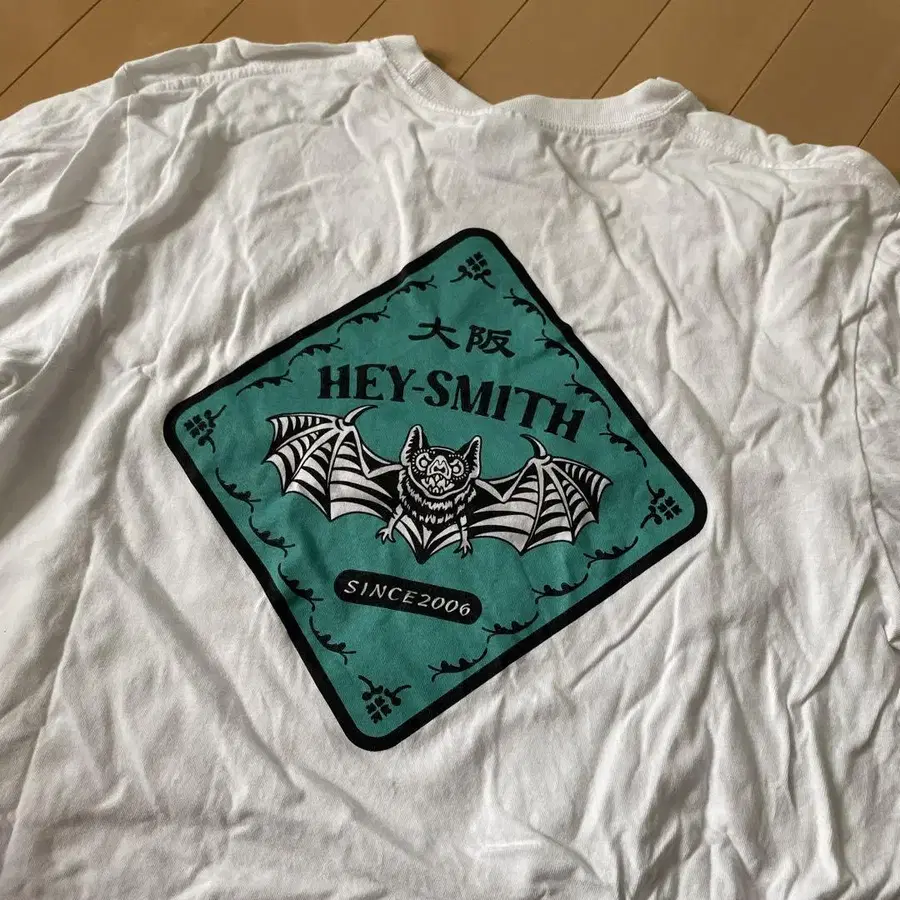 大阪
HEY-SMITH
SINCE2006